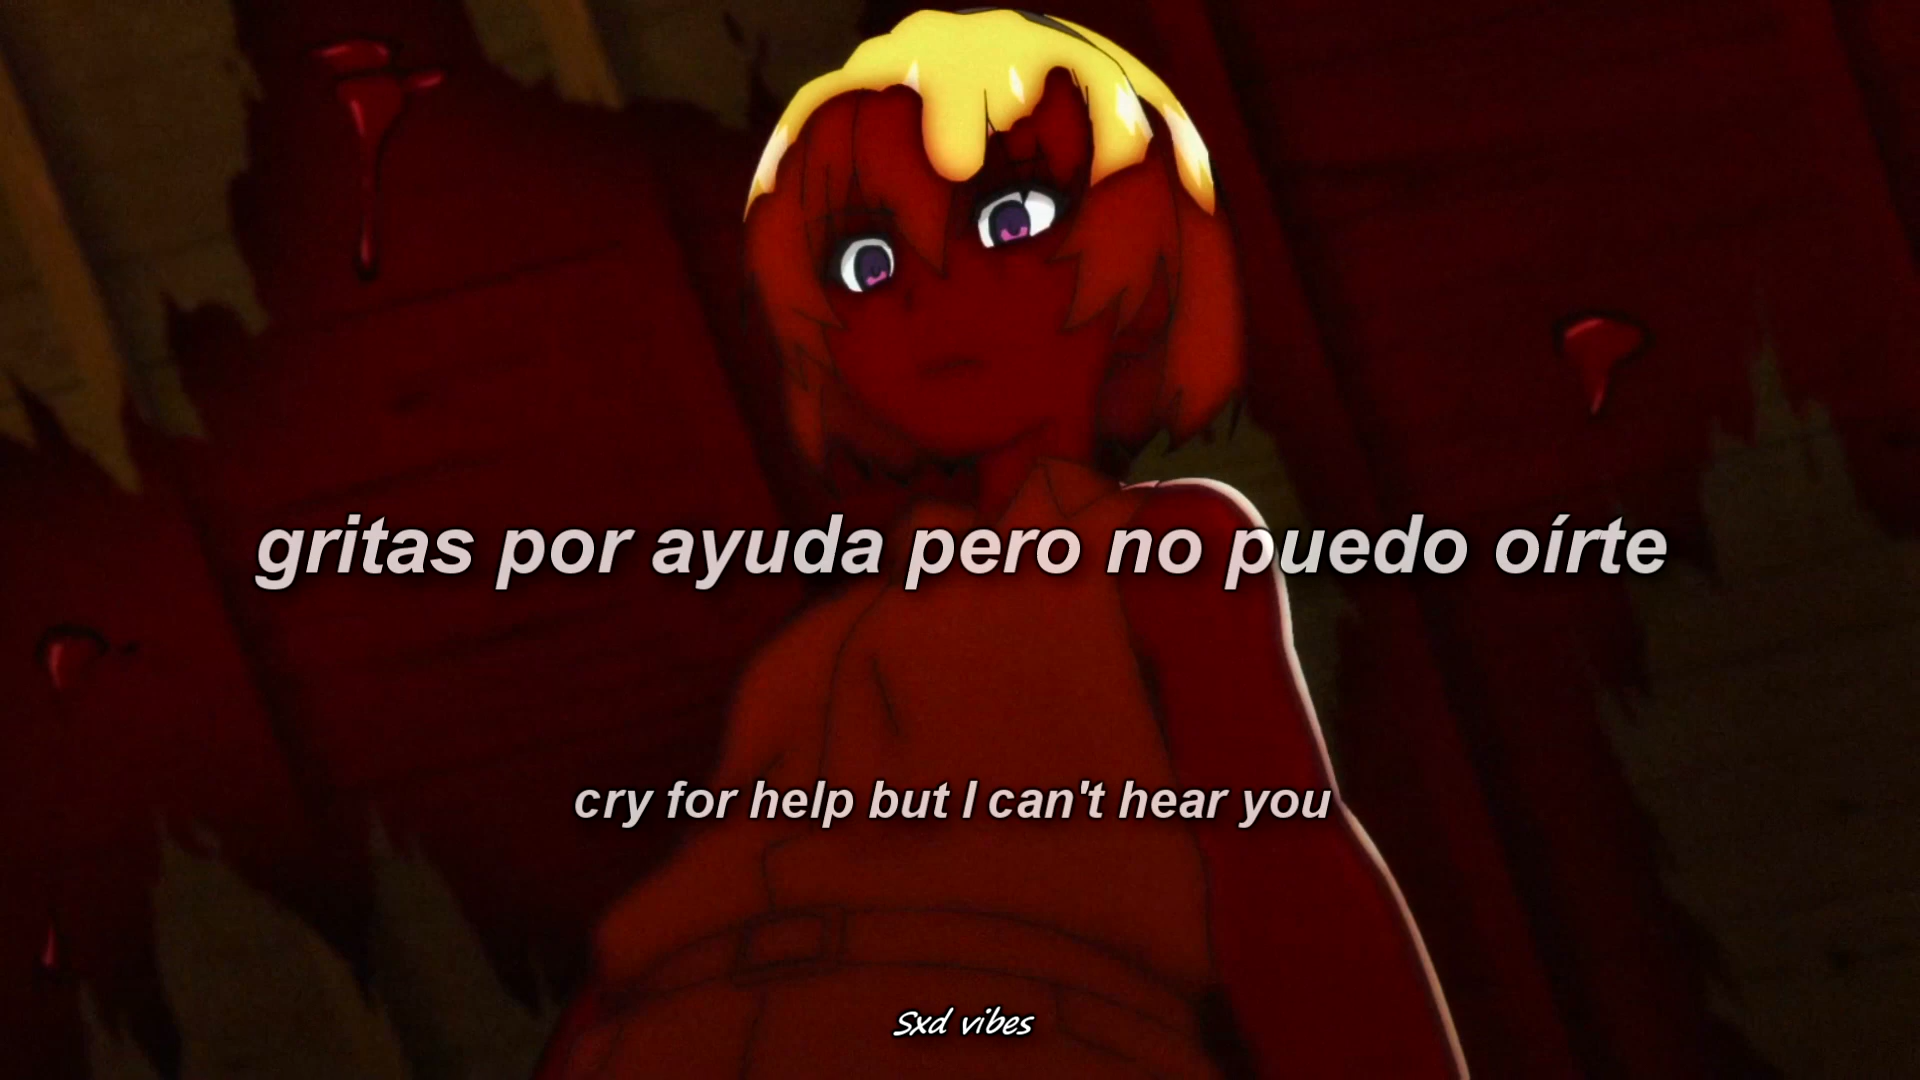 gritas por ayuda pero no puedo oírte
cry for help but I can't hear you
Sxd vibes